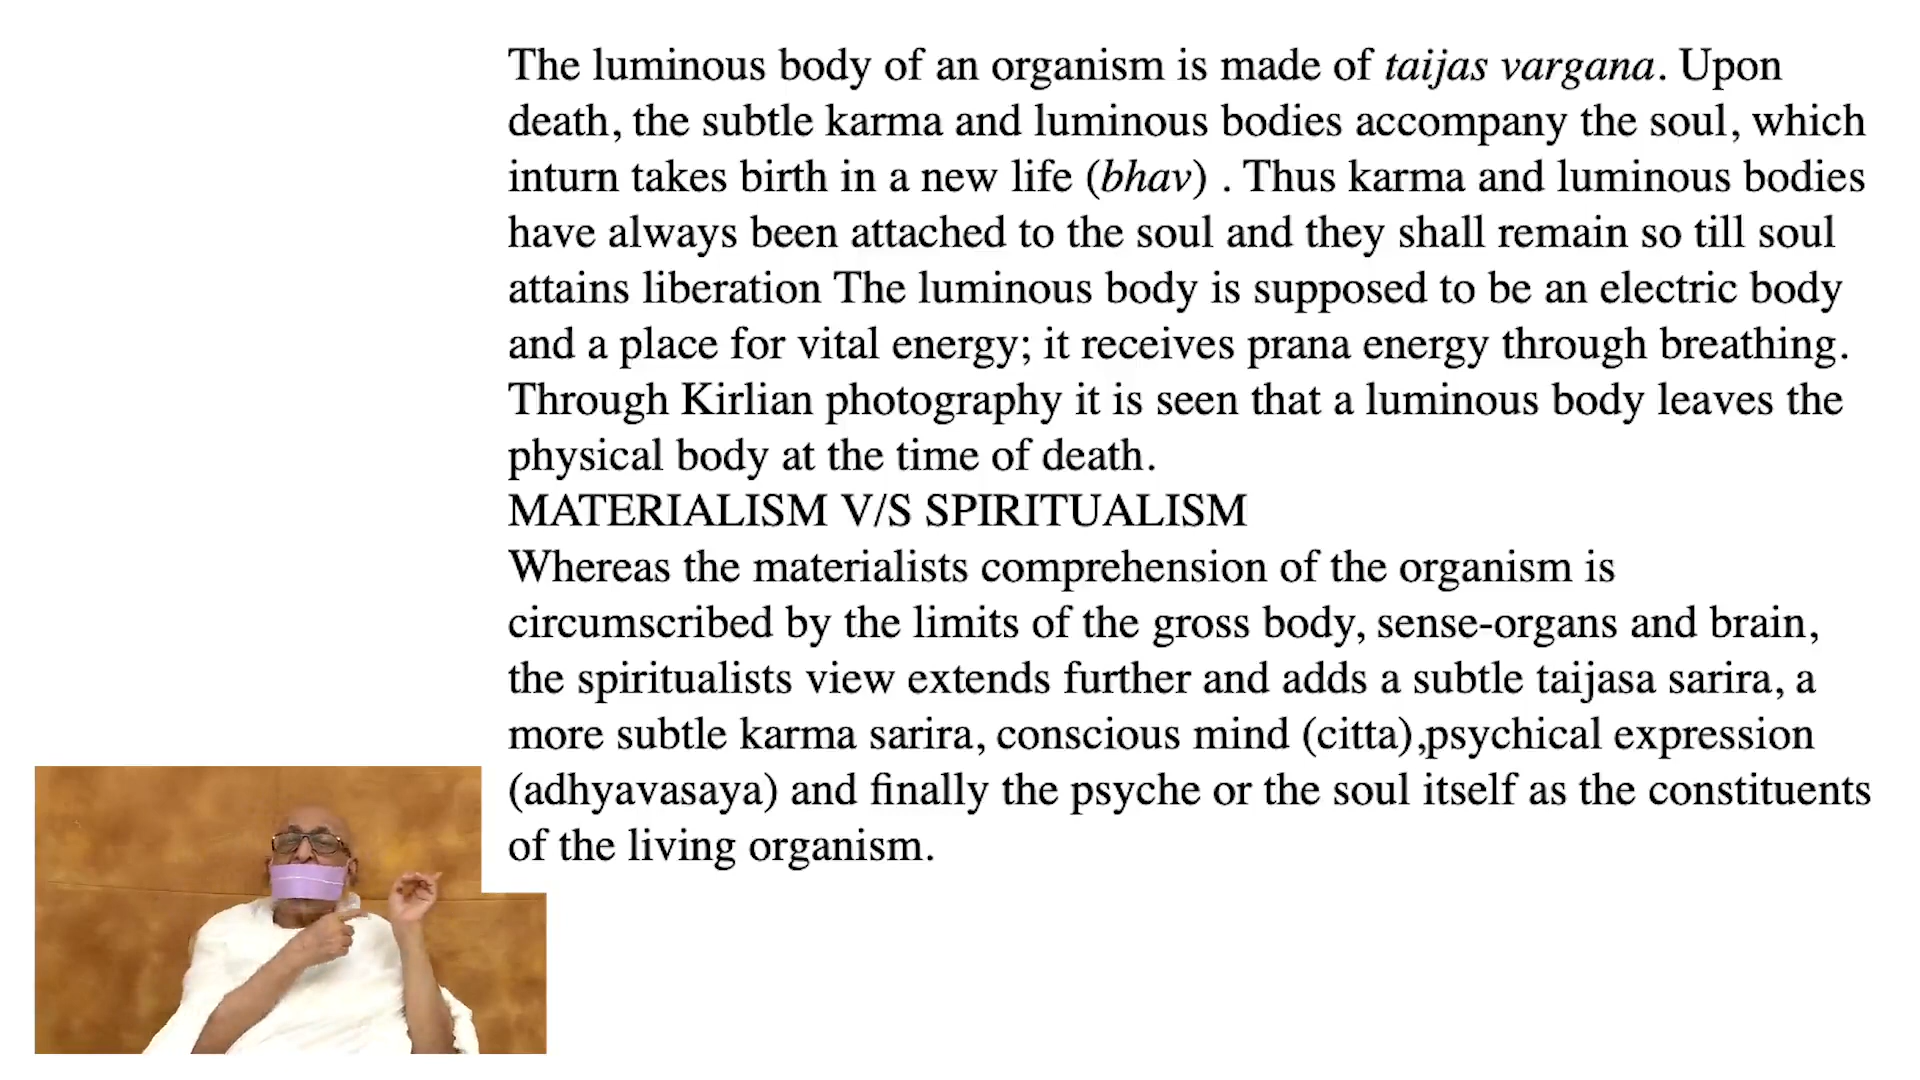 The luminous body of an organism is made of taijas vargana. Upon
death, the subtle karma and luminous bodies accompany the soul, which
inturn takes birth in a new life (bhav) . Thus karma and luminous bodies
have always been attached to the soul and they shall remain so till soul
attains liberation The luminous body is supposed to be an electric body
and a place for vital energy; it receives prana energy through breathing.
Through Kirlian photography it is seen that a luminous body leaves the
physical body at the time of death.
MATERIALISM V/S SPIRITUALISM
Whereas the materialists comprehension of the organism is
circumscribed by the limits of the gross body, sense-organs and brain,
the spiritualists view extends further and adds a subtle taijasa sarira, a
more subtle karma sarira, conscious mind (citta),psychical expression
(adhyavasaya) and finally the psyche or the soul itself as the constituents
of the living organism.